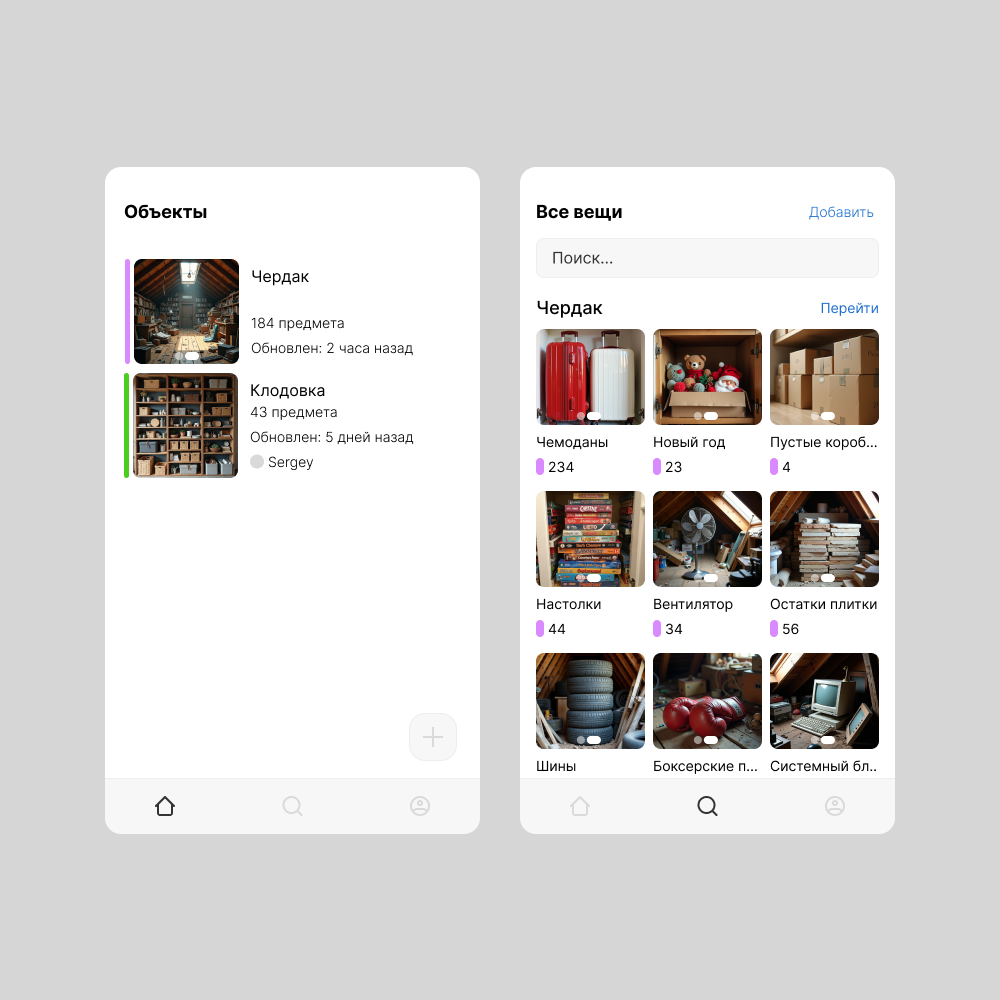 Объекты
Чердак
184 предмета
Обновлен: 2 часа назад
Клодовка
43 предмета
Обновлен: 5 дней назад
Sergey
Все вещи
Добавить
Поиск...
Чердак
Перейти
Чемоданы
Новый год
Пустые короб...
234
23
4
Настолки
Вентилятор
Остатки плитки
44
34
56
Шины
Боксерские п...
Системный бл..